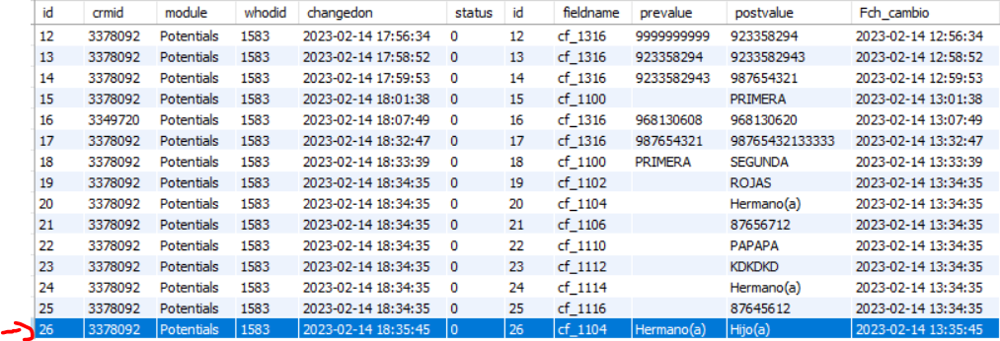 id crmid module whodid changedon status id fieldname prevalue postvalue Fch_cambio
12 3378092 Potentials 1583 2023-02-14 17:56:34 0 12 cf_1316 9999999999 923358294 2023-02-14 12:56:34
13 3378092 Potentials 1583 2023-02-14 17:58:52 0 13 cf_1316 923358294 9233582943 2023-02-14 12:58:52
14 3378092 Potentials 1583 2023-02-14 17:59:53 0 14 cf_1316 9233582943 987654321 2023-02-14 12:59:53
15 3378092 Potentials 1583 2023-02-14 18:01:38 0 15 cf_1100 PRIMERA 2023-02-14 13:01:38
16 3349720 Potentials 1583 2023-02-14 18:07:49 0 16 cf_1316 968130608 968130620 2023-02-14 13:07:49
17 3378092 Potentials 1583 2023-02-14 18:32:47 0 17 cf_1316 987654321 98765432133333 2023-02-14 13:32:47
18 3378092 Potentials 1583 2023-02-14 18:33:39 0 18 cf_1100 PRIMERA SEGUNDA 2023-02-14 13:33:39
19 3378092 Potentials 1583 2023-02-14 18:34:35 0 19 cf_1102 ROJAS 2023-02-14 13:34:35
20 3378092 Potentials 1583 2023-02-14 18:34:35 0 20 cf_1104 Hermano(a) 2023-02-14 13:34:35
21 3378092 Potentials 1583 2023-02-14 18:34:35 0 21 cf_1106 87656712 2023-02-14 13:34:35
22 3378092 Potentials 1583 2023-02-14 18:34:35 0 22 cf_1110 PAPAPA 2023-02-14 13:34:35
23 3378092 Potentials 1583 2023-02-14 18:34:35 0 23 cf_1112 KDKDKD 2023-02-14 13:34:35
24 3378092 Potentials 1583 2023-02-14 18:34:35 0 24 cf_1114 Hermano(a) 2023-02-14 13:34:35
25 3378092 Potentials 1583 2023-02-14 18:34:35 0 25 cf_1116 87645612 2023-02-14 13:34:35
26 3378092 Potentials 1583 2023-02-14 18:35:45 0 26 cf_1104 Hermano(a) Hijo(a) 2023-02-14 13:35:45